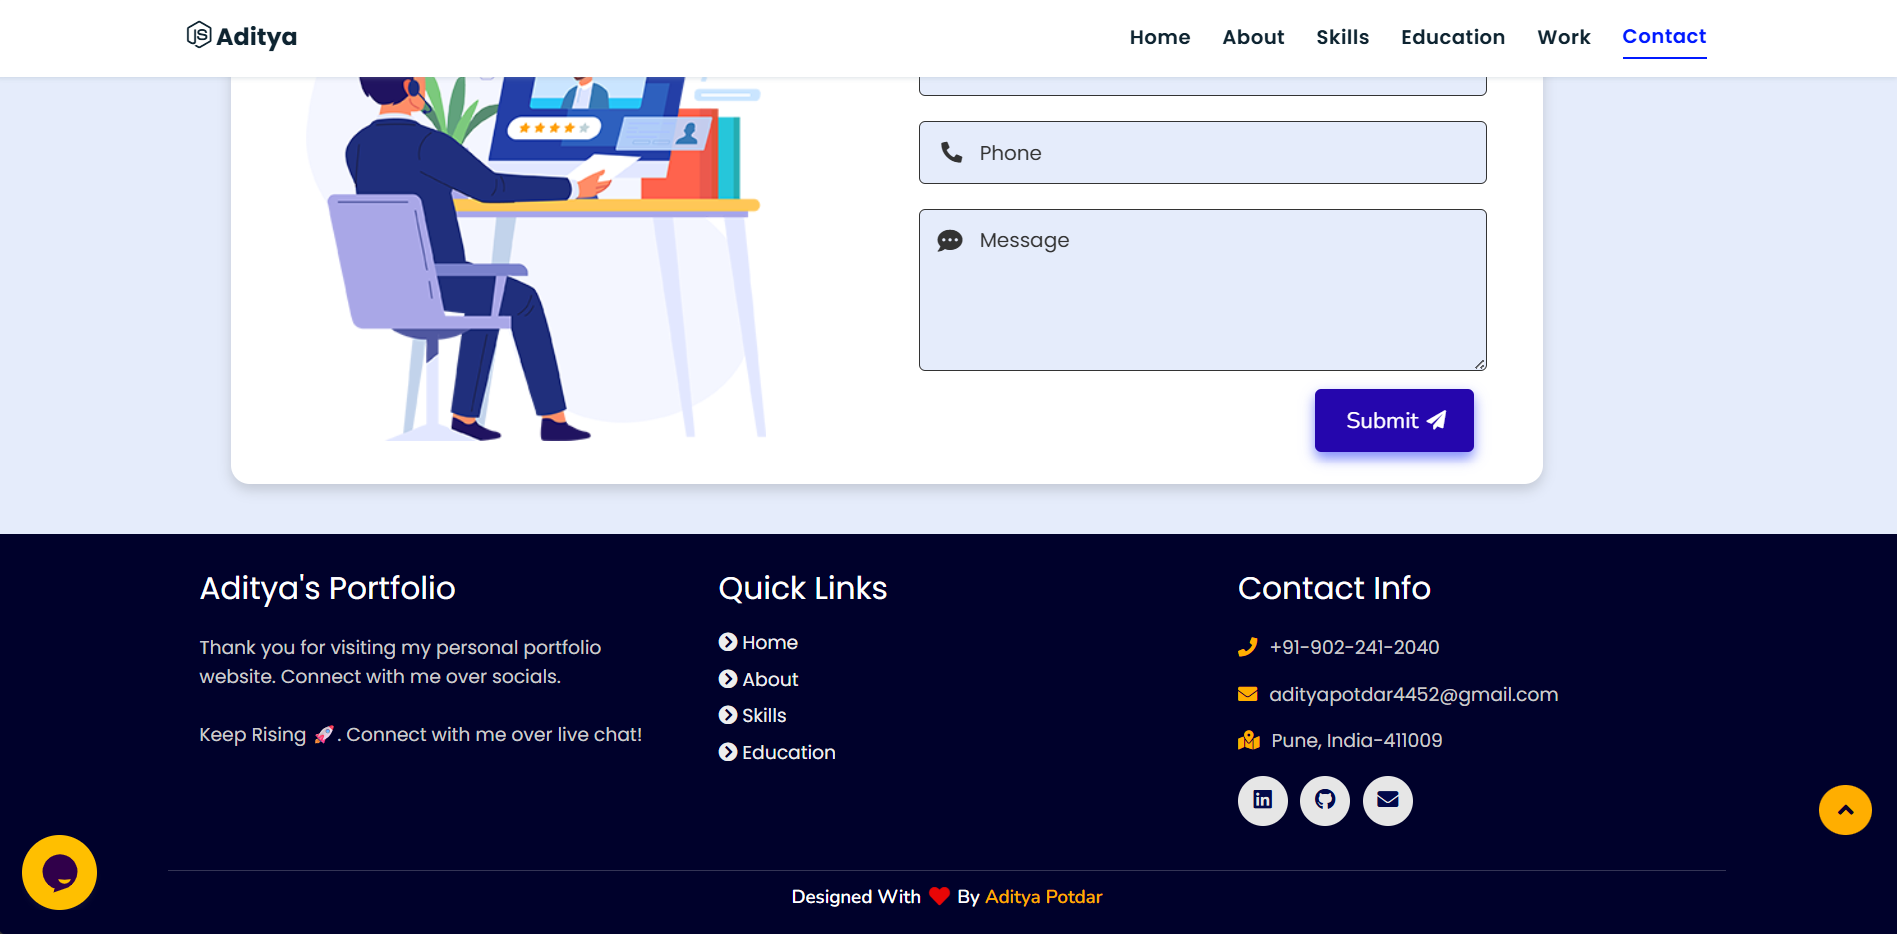 Aditya
Home About Skills Education Work Contact
Phone
Message
Submit
Aditya's Portfolio
Thank you for visiting my personal portfolio
website. Connect with me over socials.
Keep Rising 🚀. Connect with me over live chat!
Quick Links
Home
About
Skills
Education
Contact Info
+91-902-241-2040
adityapotdar4452@gmail.com
Pune, India-411009
Designed With ❤ By Aditya Potdar